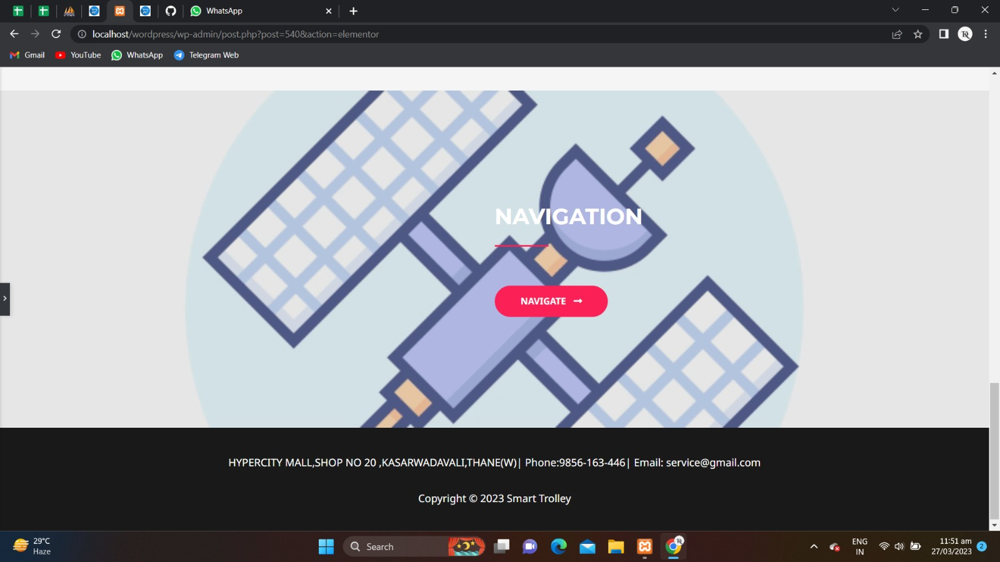 WhatsApp
localhost/wordpress/wp-admin/post.php?post=540&action=elementor
Gmail YouTube WhatsApp Telegram Web
NAVIGATION
NAVIGATE
HYPERCITY MALL,SHOP NO 20 ,KASARWADAVALI,THANE(W)| Phone:9856-163-446| Email: service@gmail.com
Copyright © 2023 Smart Trolley
29°C
Haze
Search
ENG
IN
11:51 am
27/03/2023
2